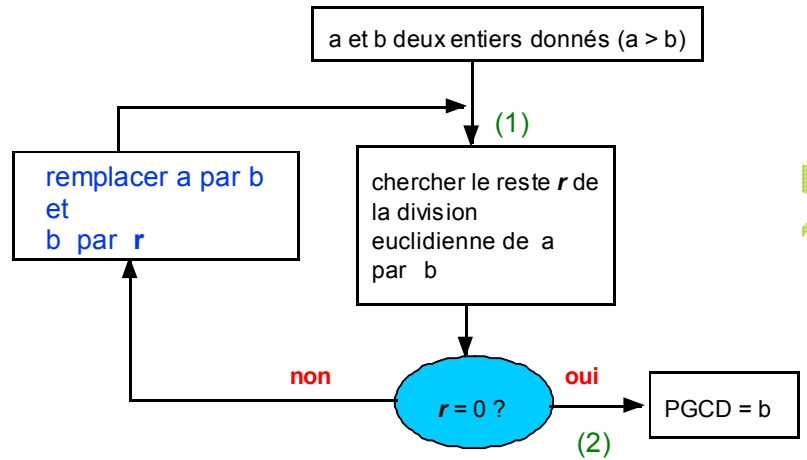 a et b deux entiers donnés (a > b)
(1)
remplacer a par b
et
b par r
chercher le reste r de
la division
euclidienne de a
par b
non
oui
r = 0 ?
PGCD = b
(2)